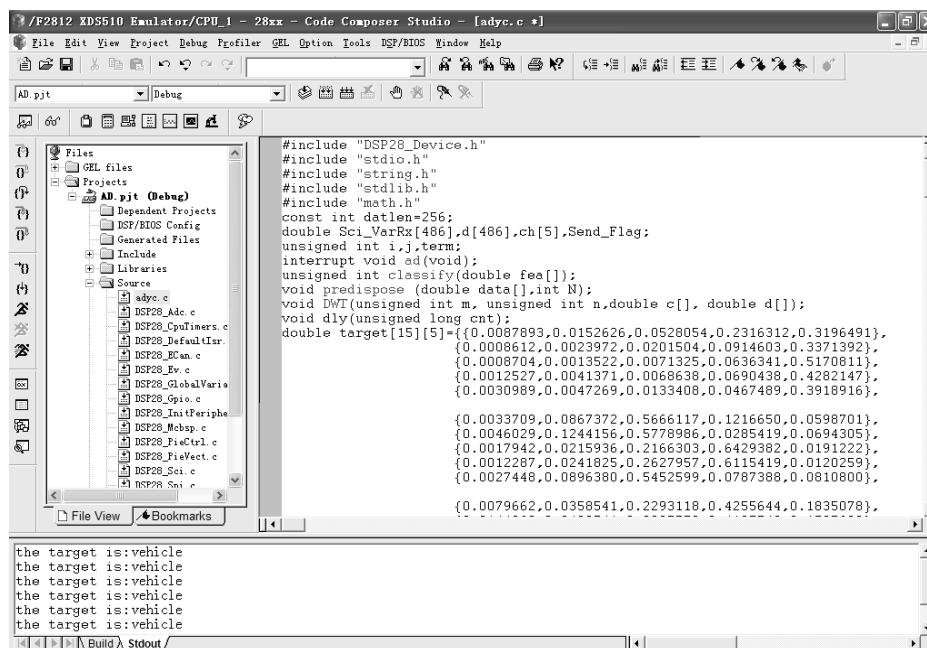 /F2812 XDS510 Emulator/CPU_1 - 28xx - Code Composer Studio - [adyc.c *]
File Edit View Project Debug Profiler GEL Option Tools DSP/BIOS Window Help
AD.pjt Debug
Files
GEL files
Projects
AD.pjt (Debug)
Dependent Projects
DSP/BIOS Config
Generated Files
Include
Libraries
Source
adyc.c
DSP28_Adc.c
DSP28_CpuTimers.c
DSP28_DefaultIsr.
DSP28_ECan.c
DSP28_Ev.c
DSP28_GlobalVaria
DSP28_Gpio.c
DSP28_InitPeriphe
DSP28_Mcbsp.c
DSP28_PieCtrl.c
DSP28_PieVect.c
DSP28_Sci.c
DSP28_Spi.c
File View Bookmarks
#include "DSP28_Device.h"
#include "stdio.h"
#include "string.h"
#include "stdlib.h"
#include "math.h"
const int datlen=256;
double Sci_VarRx[486],d[486],ch[5],Send_Flag;
unsigned int i,j,term;
interrupt void ad(void);
unsigned int classify(double fea[]);
void predispose (double data[],int N);
void DWT(unsigned int m, unsigned int n,double c[], double d[]);
void dly(unsigned long cnt);
double target[15][5]={{0.0087893,0.0152626,0.0528054,0.2316312,0.3196491},
{0.0008612,0.0023972,0.0201504,0.0914603,0.3371392},
{0.0008704,0.0013522,0.0071325,0.0636341,0.5170811},
{0.0012527,0.0041371,0.0068638,0.0690438,0.4282147},
{0.0030989,0.0047269,0.0133408,0.0467489,0.3918916},
{0.0033709,0.0867372,0.5666117,0.1216650,0.0598701},
{0.0046029,0.1244156,0.5778986,0.0285419,0.0694305},
{0.0017942,0.0215936,0.2166303,0.6429382,0.0191222},
{0.0012287,0.0241825,0.2627957,0.6115419,0.0120259},
{0.0027448,0.0896380,0.5452599,0.0787388,0.0810800},
{0.0079662,0.0358541,0.2293118,0.4255644,0.1835078},
the target is:vehicle
the target is:vehicle
the target is:vehicle
the target is:vehicle
the target is:vehicle
the target is:vehicle
Build Stdout